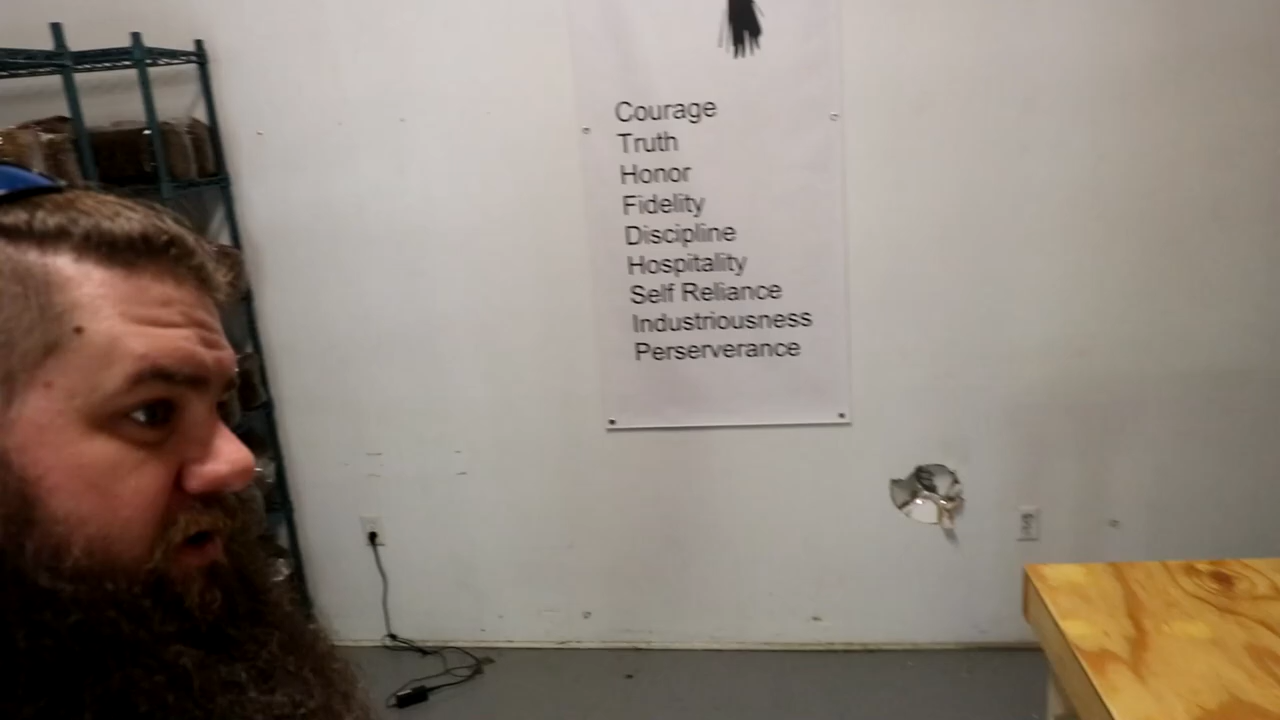 Courage
Truth
Honor
Fidelity
Discipline
Hospitality
Self Reliance
Industriousness
Perserverance